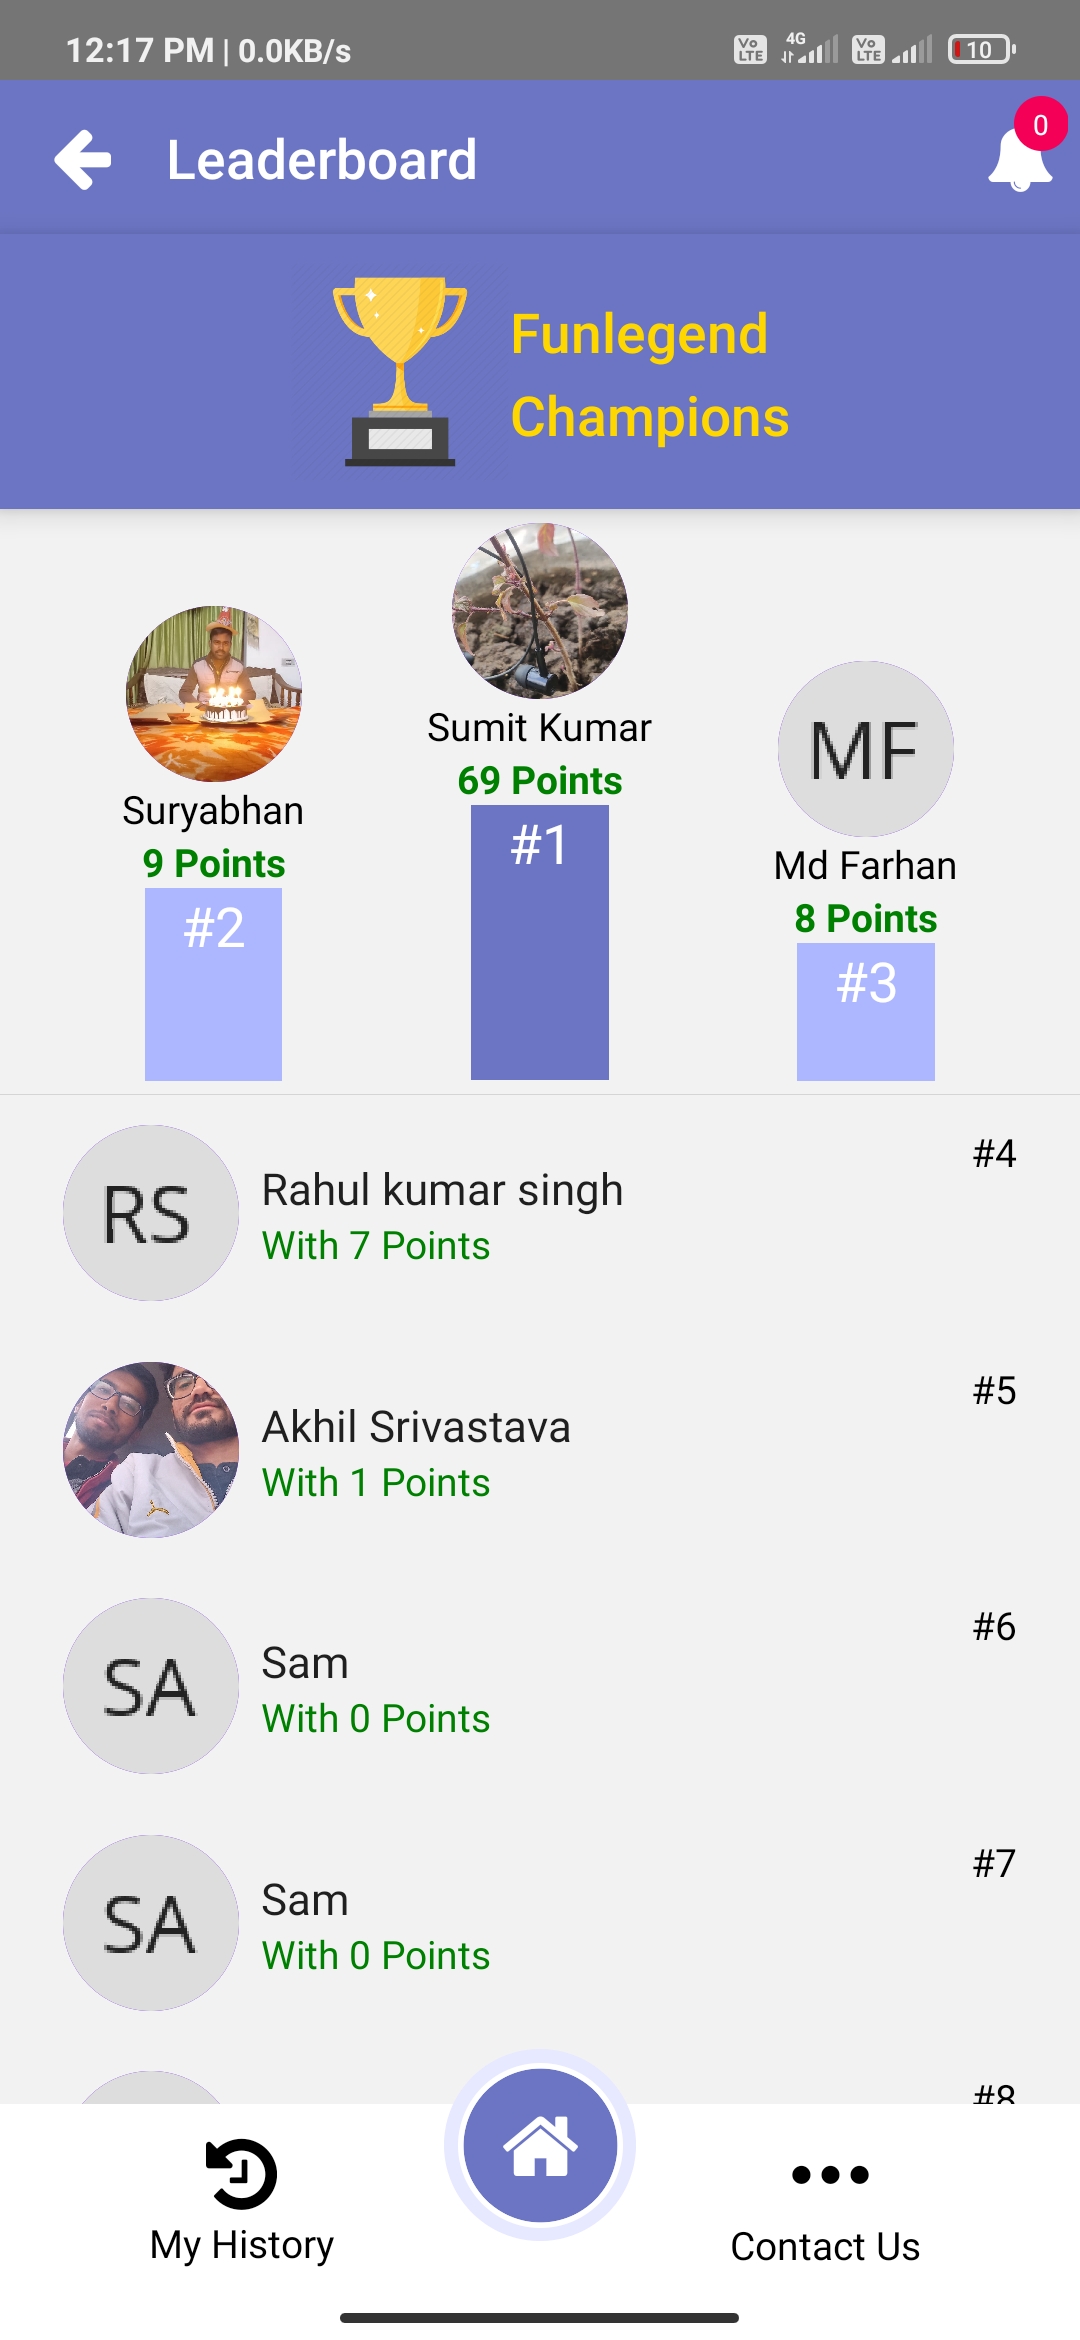 12:17 PM | 0.0KB/s
Vo LTE 4G Vo LTE 10
Leaderboard
0
Funlegend
Champions
Sumit Kumar
69 Points
#1
Suryabhan
9 Points
#2
MF
Md Farhan
8 Points
#3
RS
Rahul kumar singh
With 7 Points
#4
Akhil Srivastava
With 1 Points
#5
SA
Sam
With 0 Points
#6
SA
Sam
With 0 Points
#7
#8
My History
Contact Us